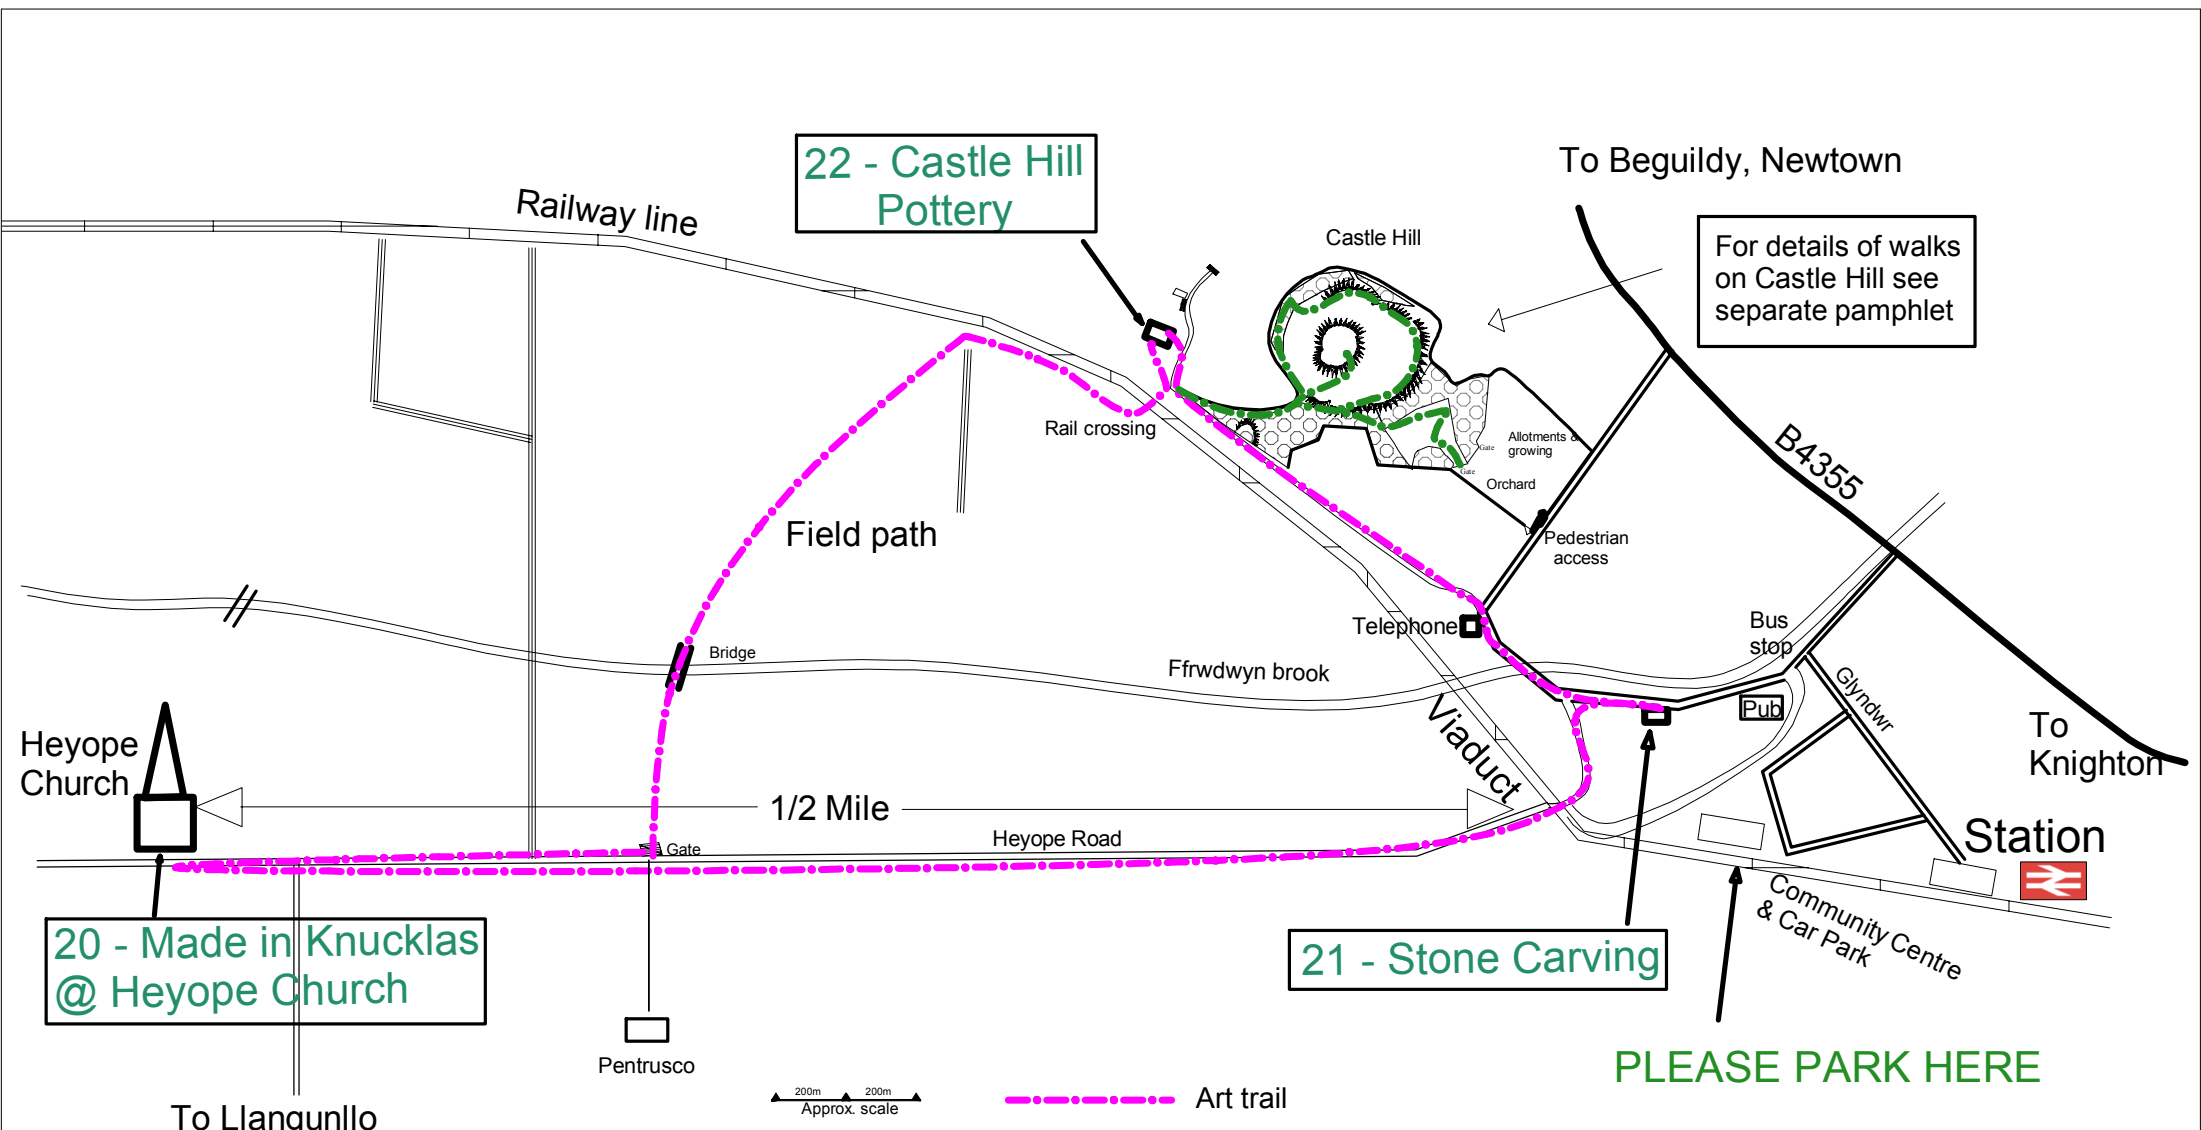 22 - Castle Hill
Pottery
To Beguildy, Newtown
Railway line
Castle Hill
For details of walks
on Castle Hill see
separate pamphlet
Rail crossing
Gate
Gate
Allotments &
growing
Orchard
B4355
Field path
Pedestrian
access
Telephone
Bus
stop
Bridge
Ffrwdwyn brook
Glyndwr
Pub
Viaduct
To
Knighton
Heyope
Church
1/2 Mile
Heyope Road
Gate
Station
Community Centre
& Car Park
20 - Made in Knucklas
@ Heyope Church
21 - Stone Carving
Pentrusco
PLEASE PARK HERE
200m 200m
Approx. scale
Art trail
To Llangunllo